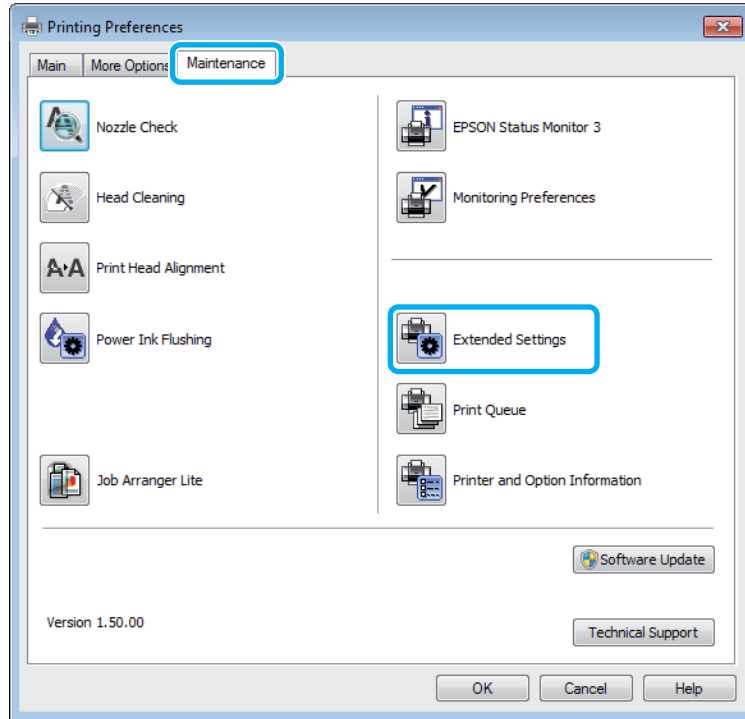 Printing Preferences
Main
More Options
Maintenance
Nozzle Check
EPSON Status Monitor 3
Head Cleaning
Monitoring Preferences
A A Print Head Alignment
Power Ink Flushing
Extended Settings
Print Queue
Job Arranger Lite
Printer and Option Information
Software Update
Version 1.50.00
Technical Support
OK
Cancel
Help